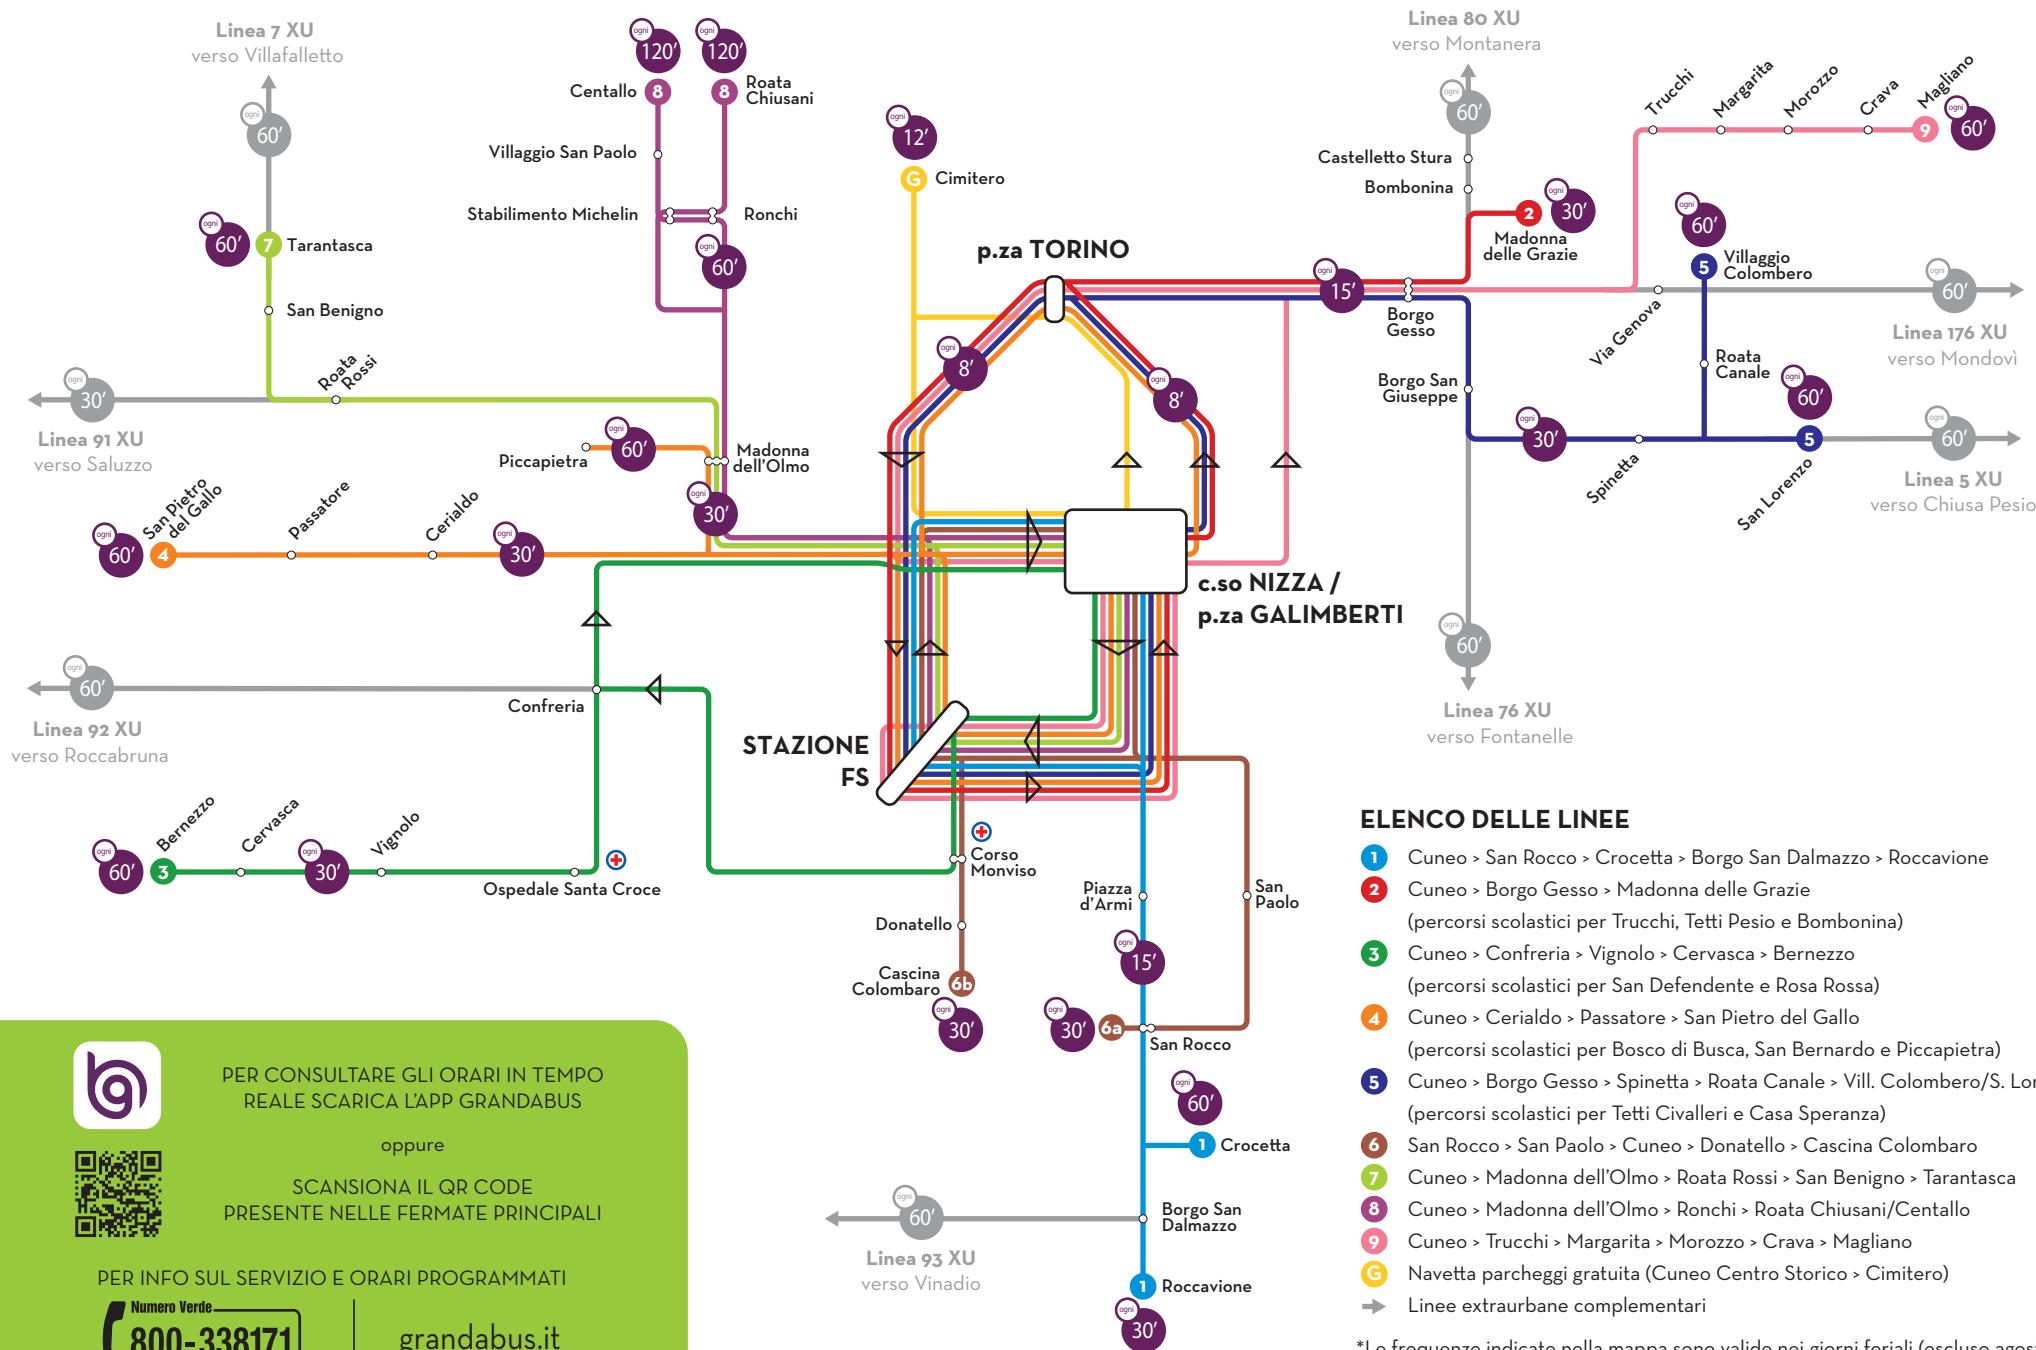 Linea 7 XU
verso Villafalletto
ogni
60'
ogni
60'
7
Tarantasca
San Benigno
Roata
Rossi
ogni
30'
Linea 91 XU
verso Saluzzo
ogni
120'
ogni
120'
Centallo
8
8
Roata
Chiusani
Villaggio San Paolo
Stabilimento Michelin
Ronchi
ogni
60'
Piccapietra
ogni
60'
Madonna
dell'Olmo
ogni
30'
ogni
60'
4
San Pietro
del Gallo
Passatore
Cerialdo
ogni
30'
ogni
12'
G
Cimitero
p.za TORINO
ogni
8'
ogni
8'
ogni
15'
Borgo
Gesso
Linea 80 XU
verso Montanera
ogni
60'
Castelletto Stura
Bombonina
2
ogni
30'
Madonna
delle Grazie
Trucchi
Margarita
Morozzo
Crava
Magliano
9
ogni
60'
ogni
60'
5
Villaggio
Colombero
Via Genova
ogni
60'
Linea 176 XU
verso Mondovì
Roata
Canale
Borgo San
Giuseppe
ogni
30'
Spinetta
ogni
60'
5
San Lorenzo
ogni
60'
Linea 5 XU
verso Chiusa Pesio
ogni
60'
Linea 76 XU
verso Fontanelle
c.so NIZZA /
p.za GALIMBERTI
ogni
60'
Linea 92 XU
verso Roccabruna
Confreria
STAZIONE
FS
ogni
60'
3
Bernezzo
Cervasca
ogni
30'
Vignolo
Ospedale Santa Croce
Corso
Monviso
Donatello
Cascina
Colombaro
6b
ogni
30'
Piazza
d'Armi
San
Paolo
ogni
15'
ogni
30'
6a
San Rocco
ogni
60'
1
Crocetta
ogni
60'
Linea 93 XU
verso Vinadio
Borgo San
Dalmazzo
1
Roccavione
ogni
30'
ELENCO DELLE LINEE
1 Cuneo > San Rocco > Crocetta > Borgo San Dalmazzo > Roccavione
2 Cuneo > Borgo Gesso > Madonna delle Grazie
(percorsi scolastici per Trucchi, Tetti Pesio e Bombonina)
3 Cuneo > Confreria > Vignolo > Cervasca > Bernezzo
(percorsi scolastici per San Defendente e Rosa Rossa)
4 Cuneo > Cerialdo > Passatore > San Pietro del Gallo
(percorsi scolastici per Bosco di Busca, San Bernardo e Piccapietra)
5 Cuneo > Borgo Gesso > Spinetta > Roata Canale > Vill. Colombero/S. Lor
(percorsi scolastici per Tetti Civalleri e Casa Speranza)
6 San Rocco > San Paolo > Cuneo > Donatello > Cascina Colombaro
7 Cuneo > Madonna dell'Olmo > Roata Rossi > San Benigno > Tarantasca
8 Cuneo > Madonna dell'Olmo > Ronchi > Roata Chiusani/Centallo
9 Cuneo > Trucchi > Margarita > Morozzo > Crava > Magliano
G Navetta parcheggi gratuita (Cuneo Centro Storico > Cimitero)
Linee extraurbane complementari
*Le frequenze indicate nella mappa sono valide nei giorni feriali (escluso agos
PER CONSULTARE GLI ORARI IN TEMPO
REALE SCARICA L'APP GRANDABUS
oppure
SCANSIONA IL QR CODE
PRESENTE NELLE FERMATE PRINCIPALI
PER INFO SUL SERVIZIO E ORARI PROGRAMMATI
Numero Verde
800-338171
grandabus.it